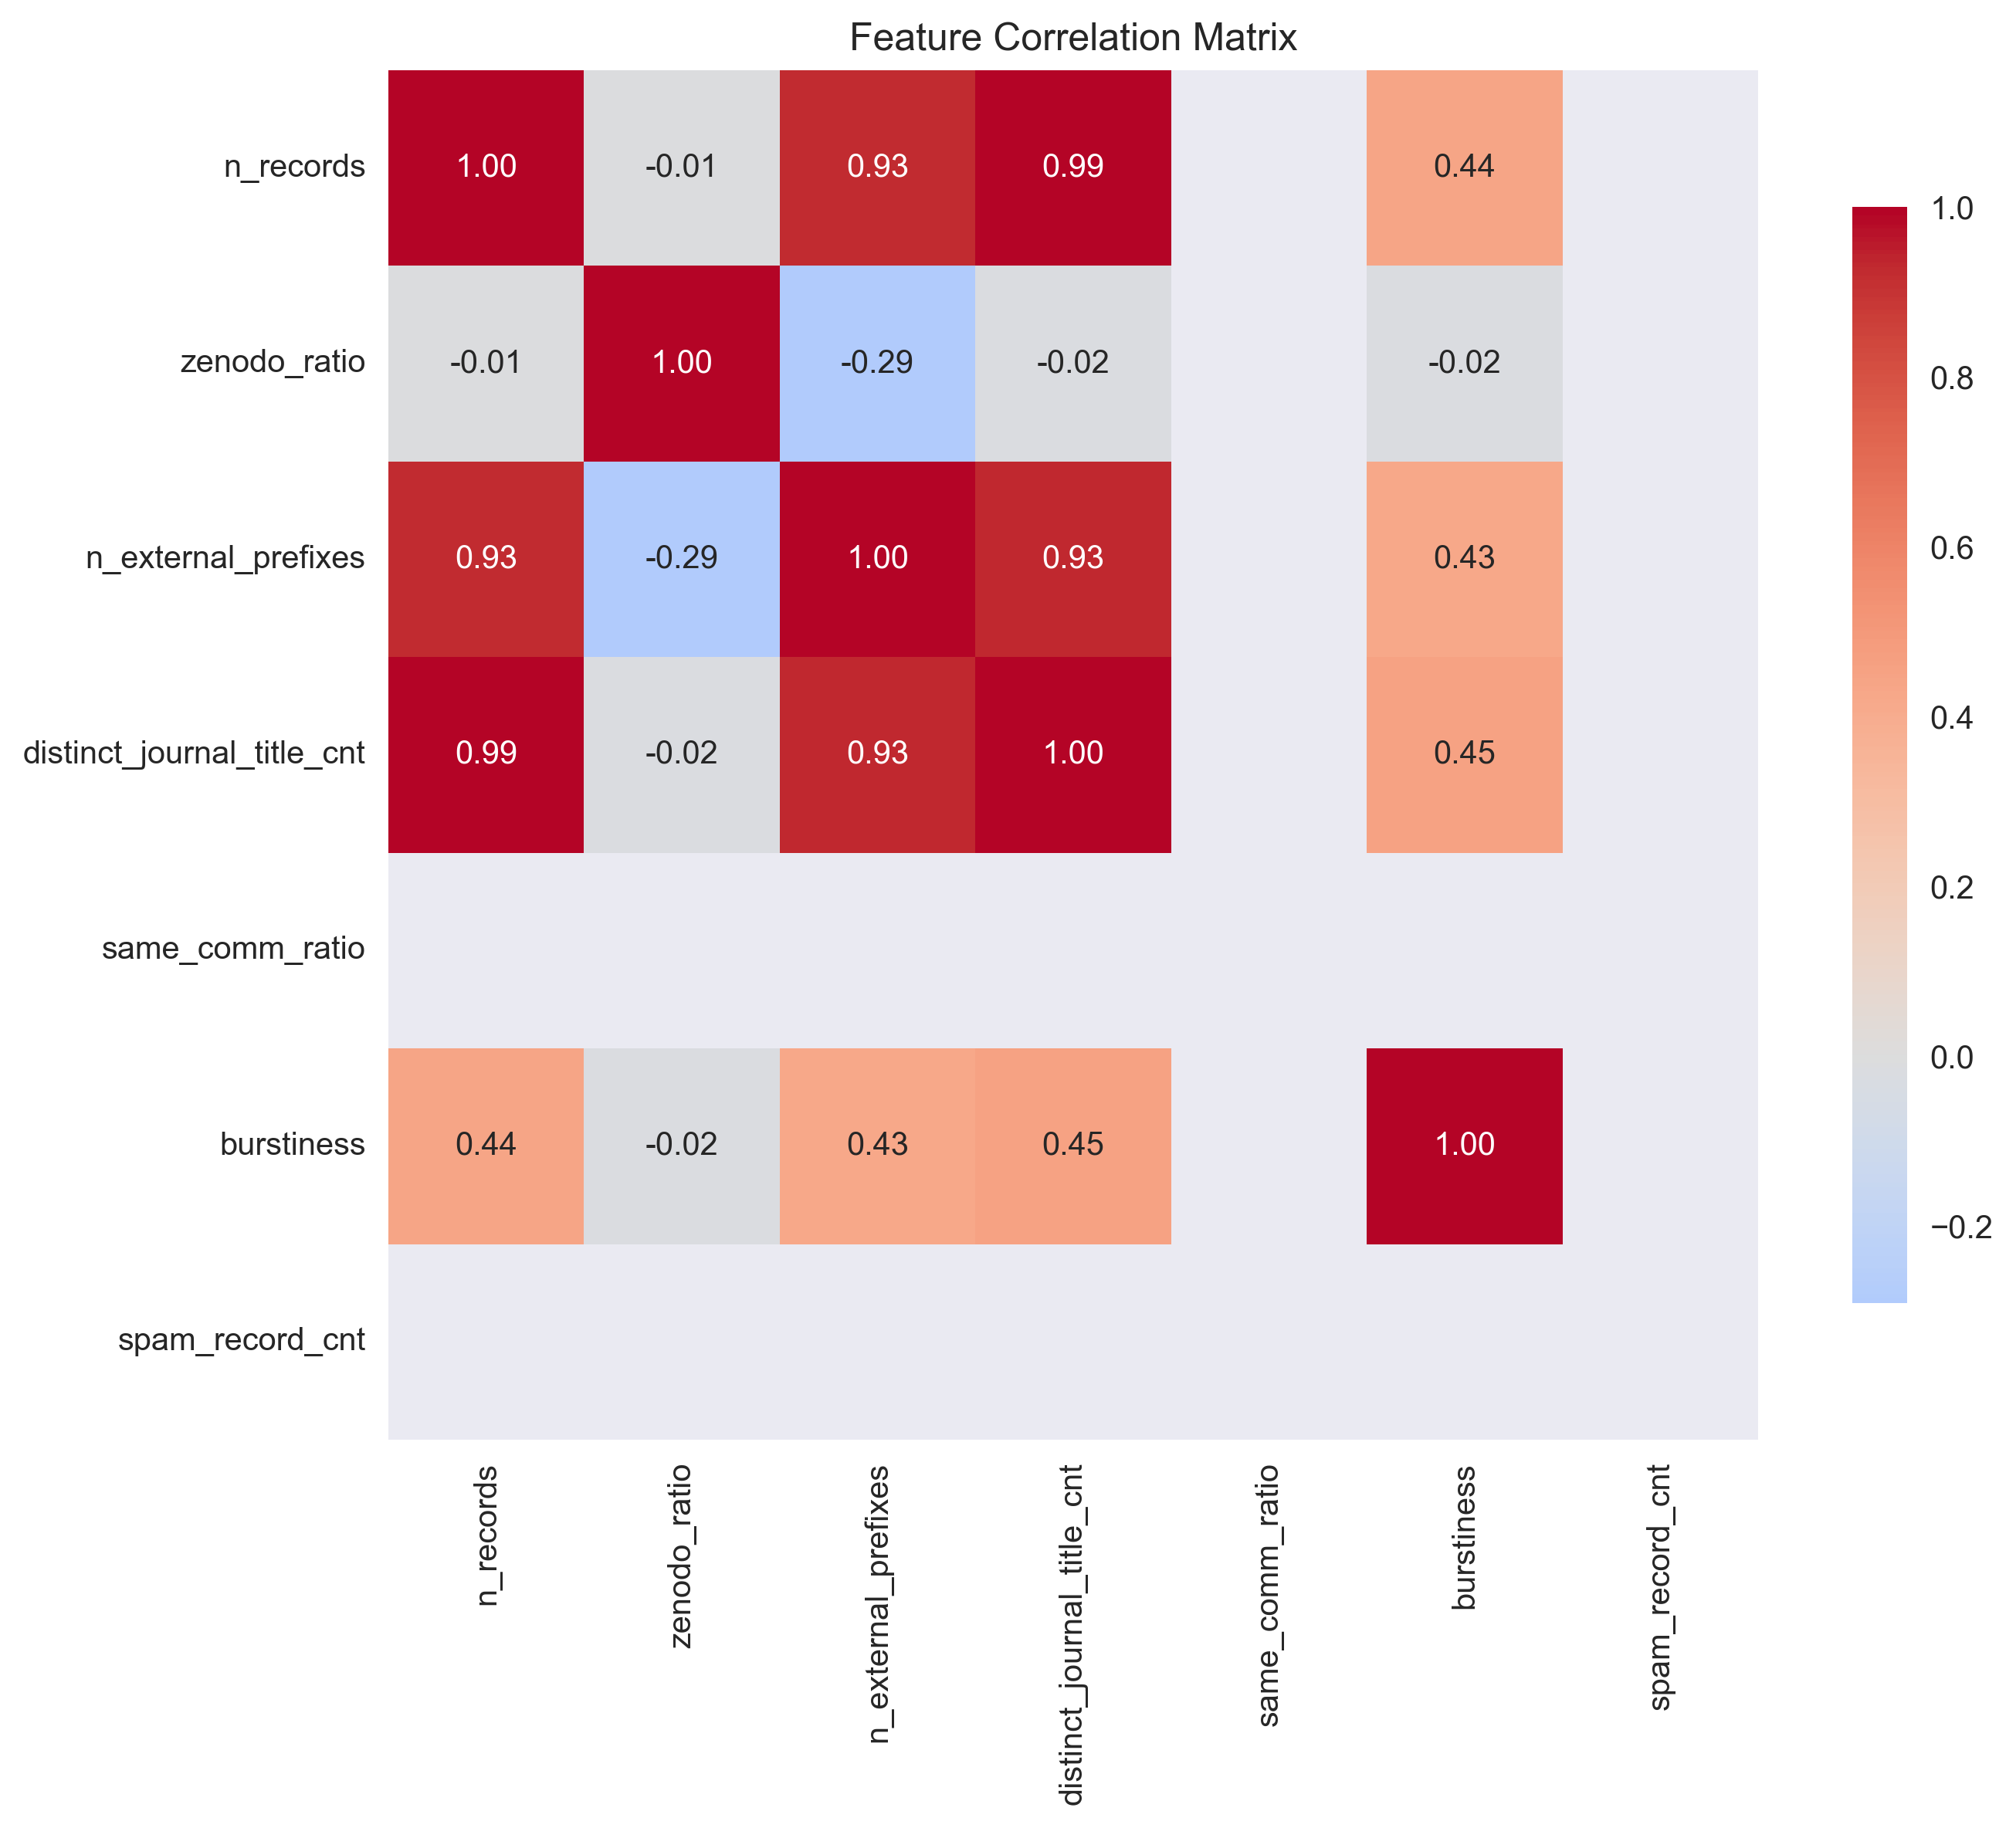 Feature Correlation Matrix
n_records 1.00 -0.01 0.93 0.99 0.44
zenodo_ratio -0.01 1.00 -0.29 -0.02 -0.02
n_external_prefixes 0.93 -0.29 1.00 0.93 0.43
distinct_journal_title_cnt 0.99 -0.02 0.93 1.00 0.45
same_comm_ratio
burstiness 0.44 -0.02 0.43 0.45 1.00
spam_record_cnt
n_records
zenodo_ratio
n_external_prefixes
distinct_journal_title_cnt
same_comm_ratio
burstiness
spam_record_cnt
1.0
0.8
0.6
0.4
0.2
0.0
−0.2